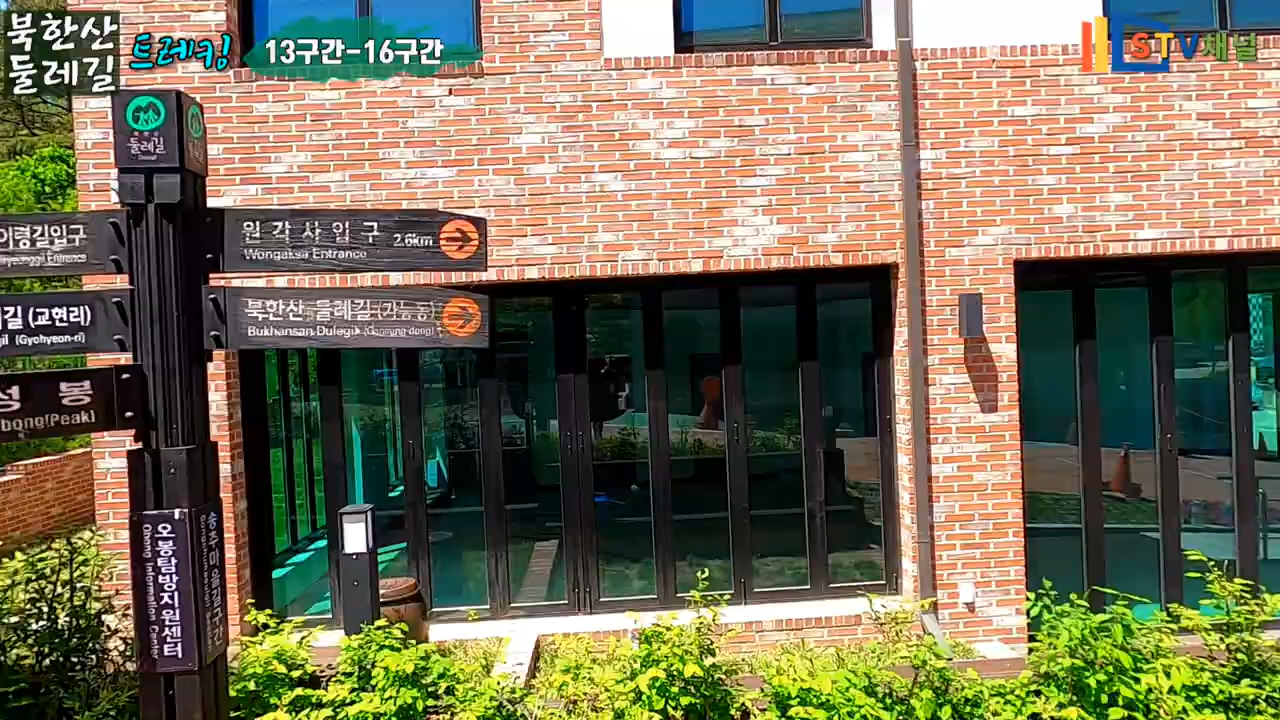 북한산
둘레길
트레킹
13구간-16구간
STV채널
둘레길
이령길입구
원각사입구 2.6km
Wongaksa Entrance
길 (교현리)
gil (Gyohyeon-ri)
북한산 둘레길(가능동)
Bukhansan Dulegil
성봉
bong(Peak)
오봉탐방지원센터
Obong Information Center
송추마을길구간